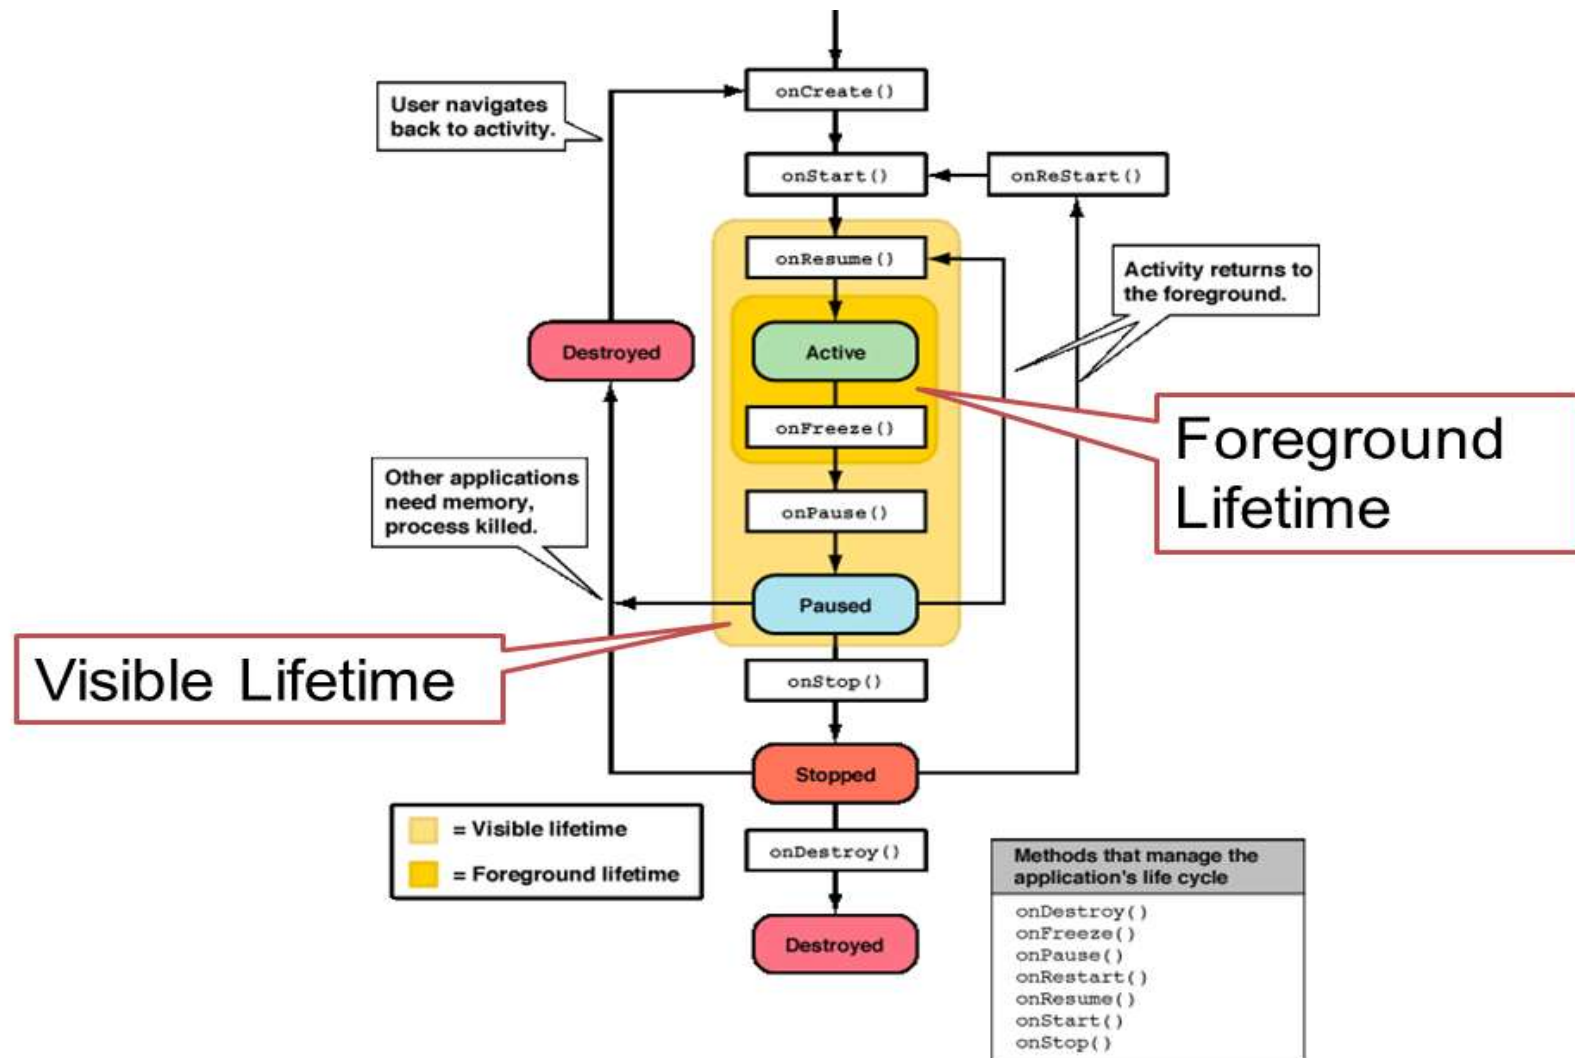 onCreate()
User navigates
back to activity.
onStart()
onReStart()
onResume()
Activity returns to
the foreground.
Destroyed
Active
Foreground
Lifetime
onFreeze()
Other applications
need memory,
process killed.
onPause()
Paused
Visible Lifetime
onStop()
Stopped
= Visible lifetime
= Foreground lifetime
onDestroy()
Destroyed
Methods that manage the
application's life cycle
onDestroy()
onFreeze()
onPause()
onRestart()
onResume()
onStart()
onStop()